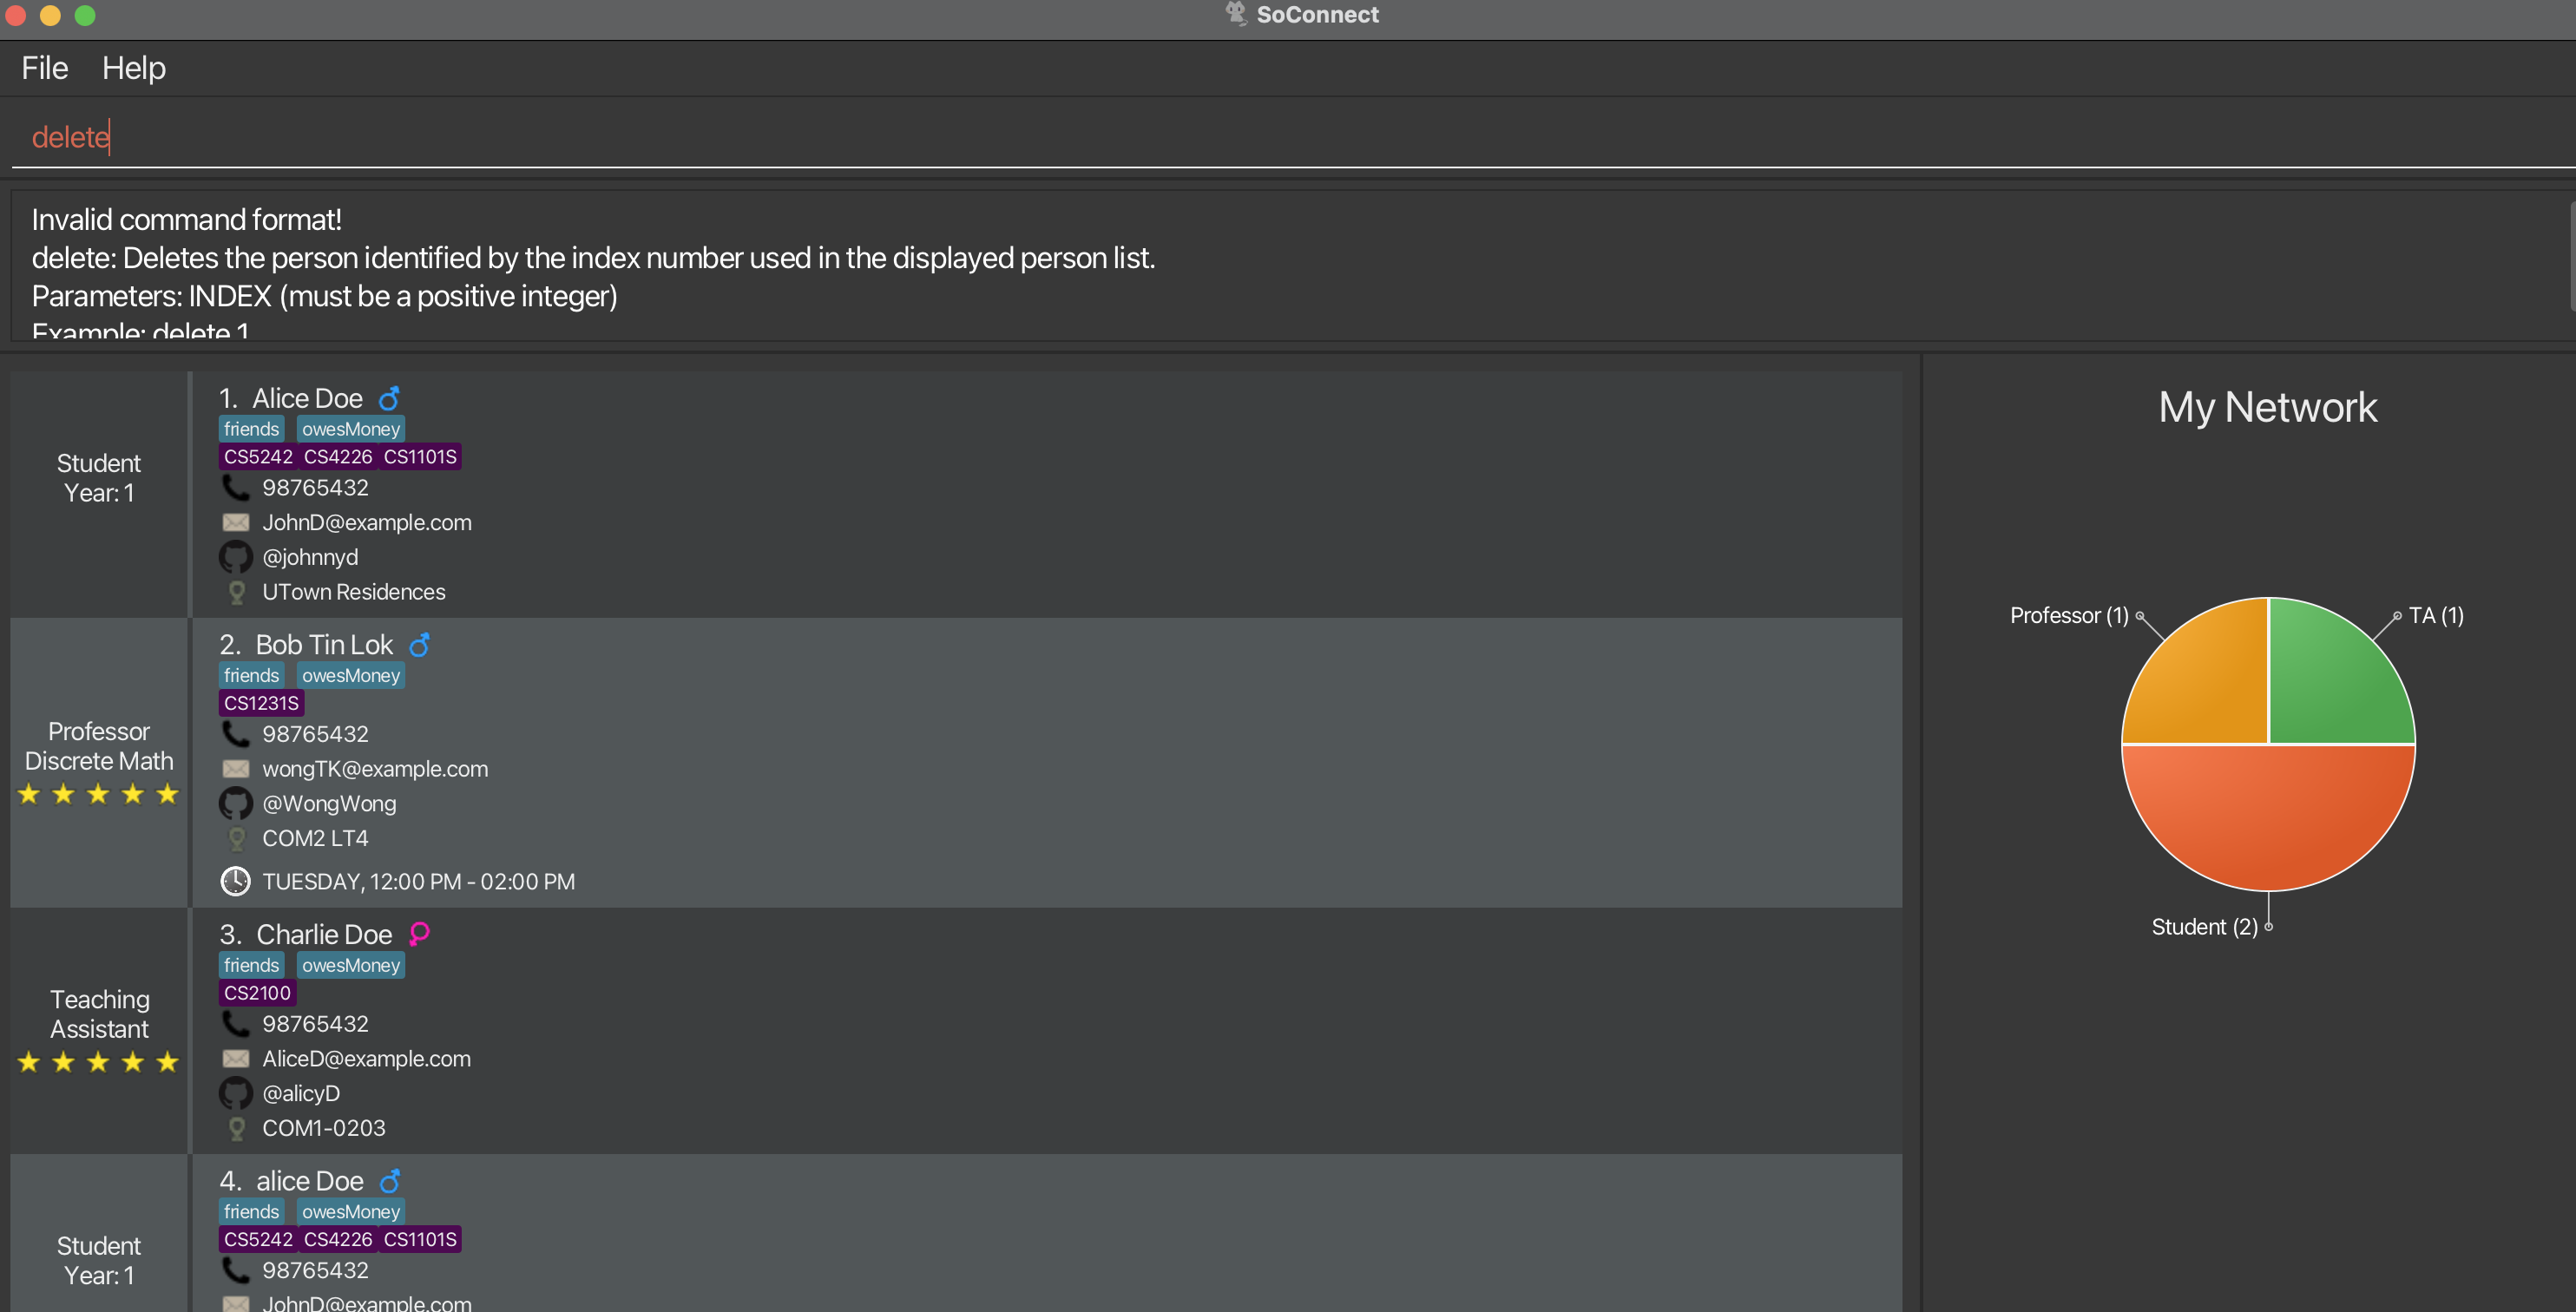 SoConnect
File Help
delete
Invalid command format!
delete: Deletes the person identified by the index number used in the displayed person list.
Parameters: INDEX (must be a positive integer)
Example: delete 1
Student
Year: 1
1. Alice Doe
friends owesMoney
CS5242 CS4226 CS1101S
98765432
JohnD@example.com
@johnnyd
UTown Residences
Professor
Discrete Math
2. Bob Tin Lok
friends owesMoney
CS1231S
98765432
wongTK@example.com
@WongWong
COM2 LT4
TUESDAY, 12:00 PM - 02:00 PM
Teaching
Assistant
3. Charlie Doe
friends owesMoney
CS2100
98765432
AliceD@example.com
@alicyD
COM1-0203
Student
Year: 1
4. alice Doe
friends owesMoney
CS5242 CS4226 CS1101S
98765432
JohnD@example.com
My Network
Professor (1)
TA (1)
Student (2)